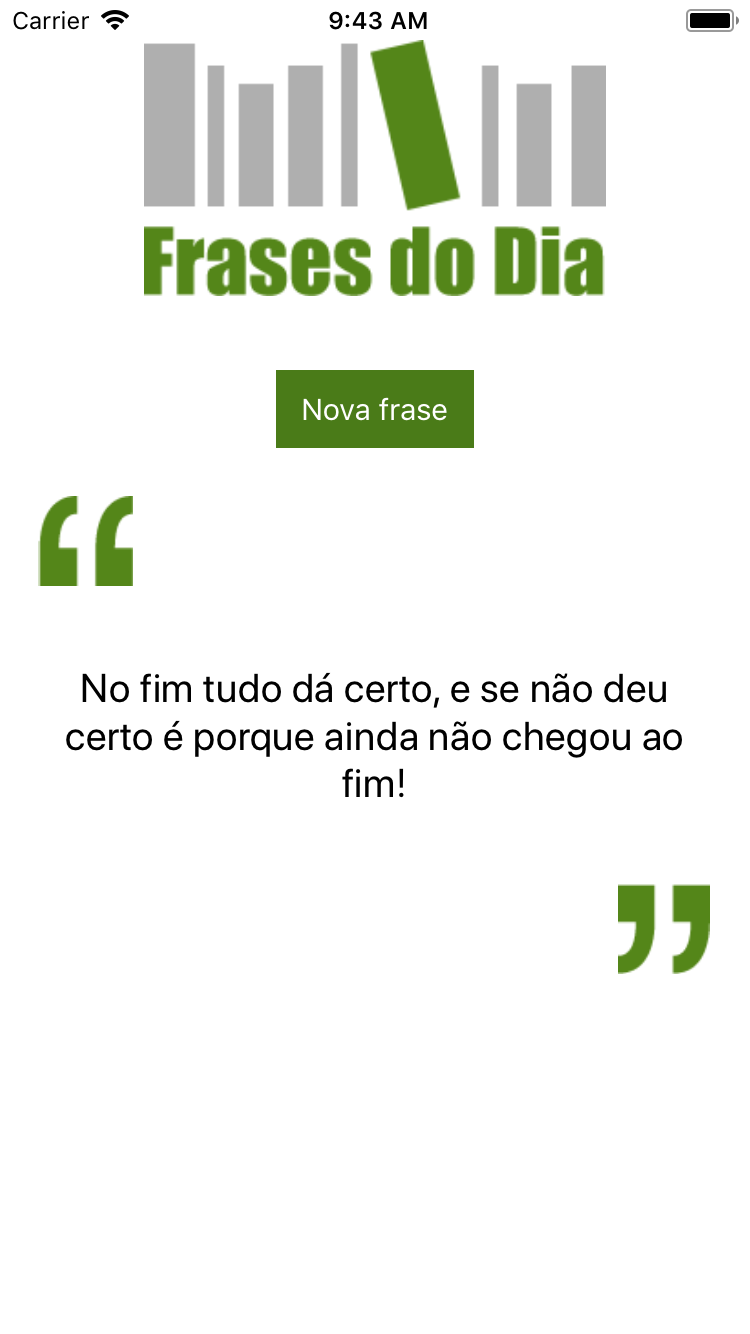 Carrier 9:43 AM
Frases do Dia
Nova frase
“
No fim tudo dá certo, e se não deu
certo é porque ainda não chegou ao
fim!
”